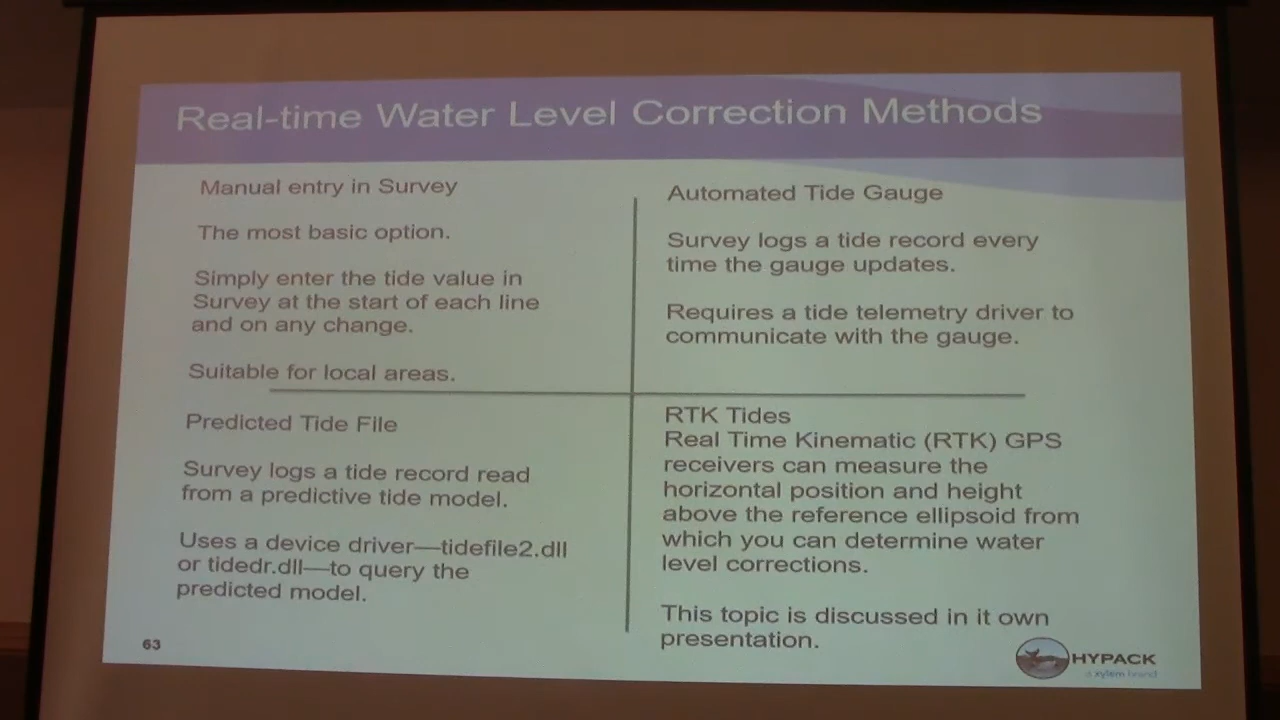 Real-time Water Level Correction Methods
Manual entry in Survey
The most basic option.
Simply enter the tide value in
Survey at the start of each line
and on any change.
Suitable for local areas.
Automated Tide Gauge
Survey logs a tide record every
time the gauge updates.
Requires a tide telemetry driver to
communicate with the gauge.
Predicted Tide File
Survey logs a tide record read
from a predictive tide model.
Uses a device driver—tidefile2.dll
or tidedr.dll—to query the
predicted model.
RTK Tides
Real Time Kinematic (RTK) GPS
receivers can measure the
horizontal position and height
above the reference ellipsoid from
which you can determine water
level corrections.
This topic is discussed in it own
presentation.
63
HYPACK
a xylem brand